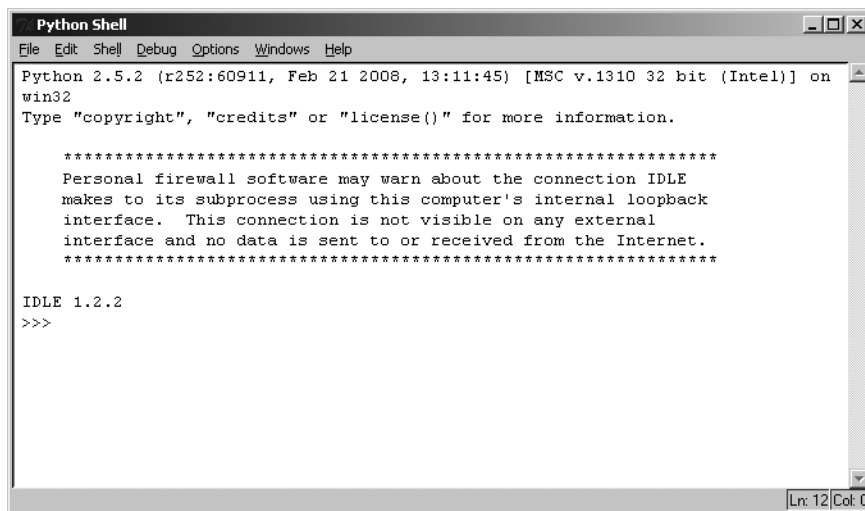 Python Shell
File Edit Shell Debug Options Windows Help
Python 2.5.2 (r252:60911, Feb 21 2008, 13:11:45) [MSC v.1310 32 bit (Intel)] on
win32
Type "copyright", "credits" or "license()" for more information.
****************************************************************
Personal firewall software may warn about the connection IDLE
makes to its subprocess using this computer's internal loopback
interface.  This connection is not visible on any external
interface and no data is sent to or received from the Internet.
****************************************************************
IDLE 1.2.2
>>>
Ln: 12 Col: 0